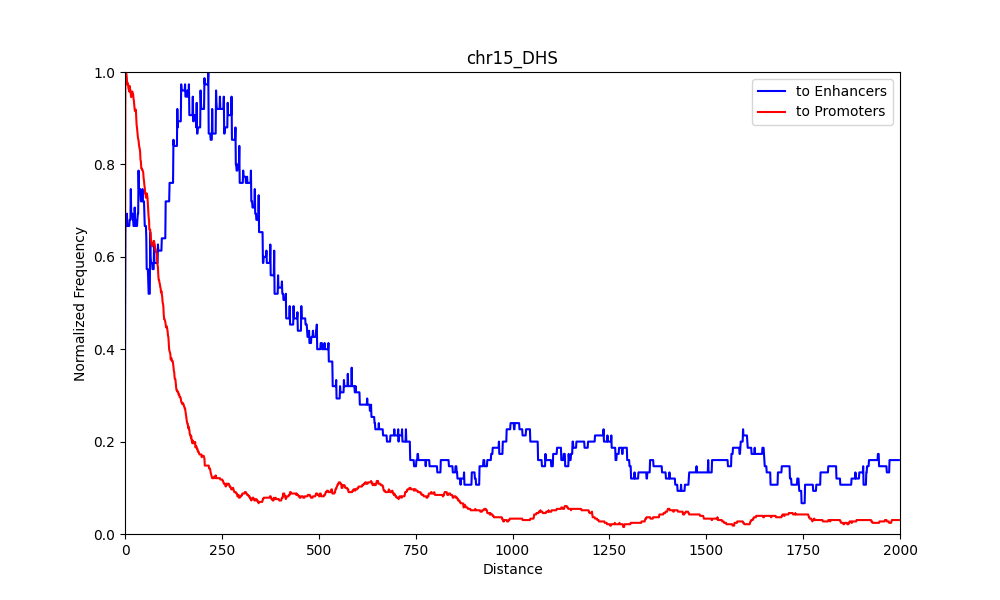 chr15_DHS
to Enhancers
to Promoters
Normalized Frequency
1.0
0.8
0.6
0.4
0.2
0.0
0 250 500 750 1000 1250 1500 1750 2000
Distance